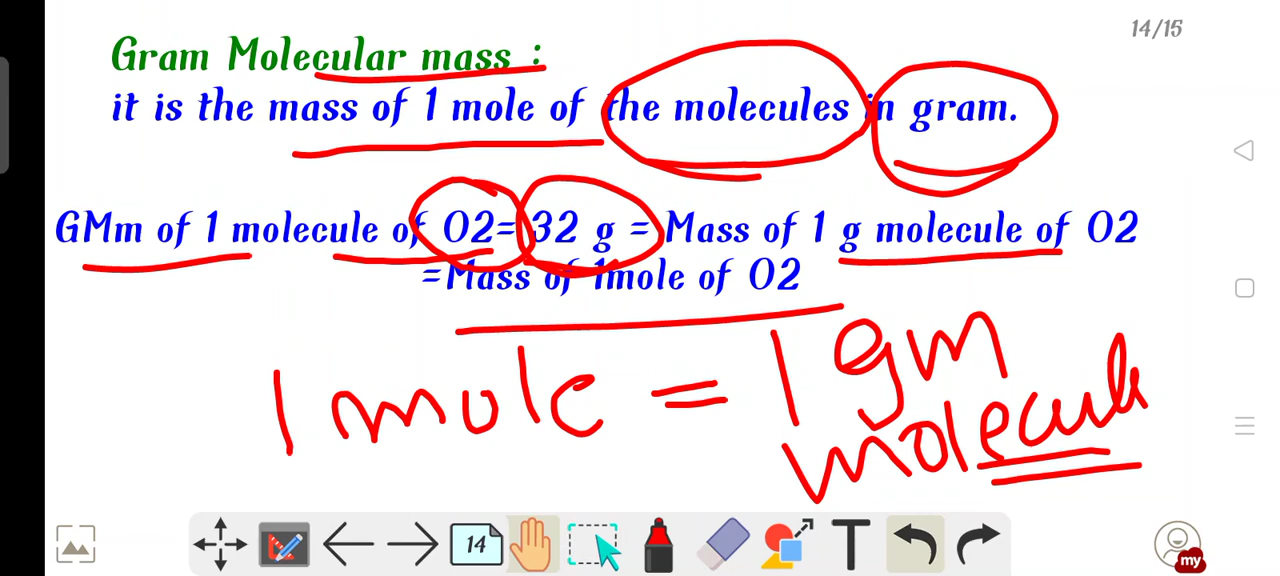 14/15
Gram Molecular mass :
it is the mass of 1 mole of the molecules in gram.
GMm of 1 molecule of O2= 32 g = Mass of 1 g molecule of O2
=Mass of 1mole of O2
1 mole = 1 gm
molecule
14
T
my